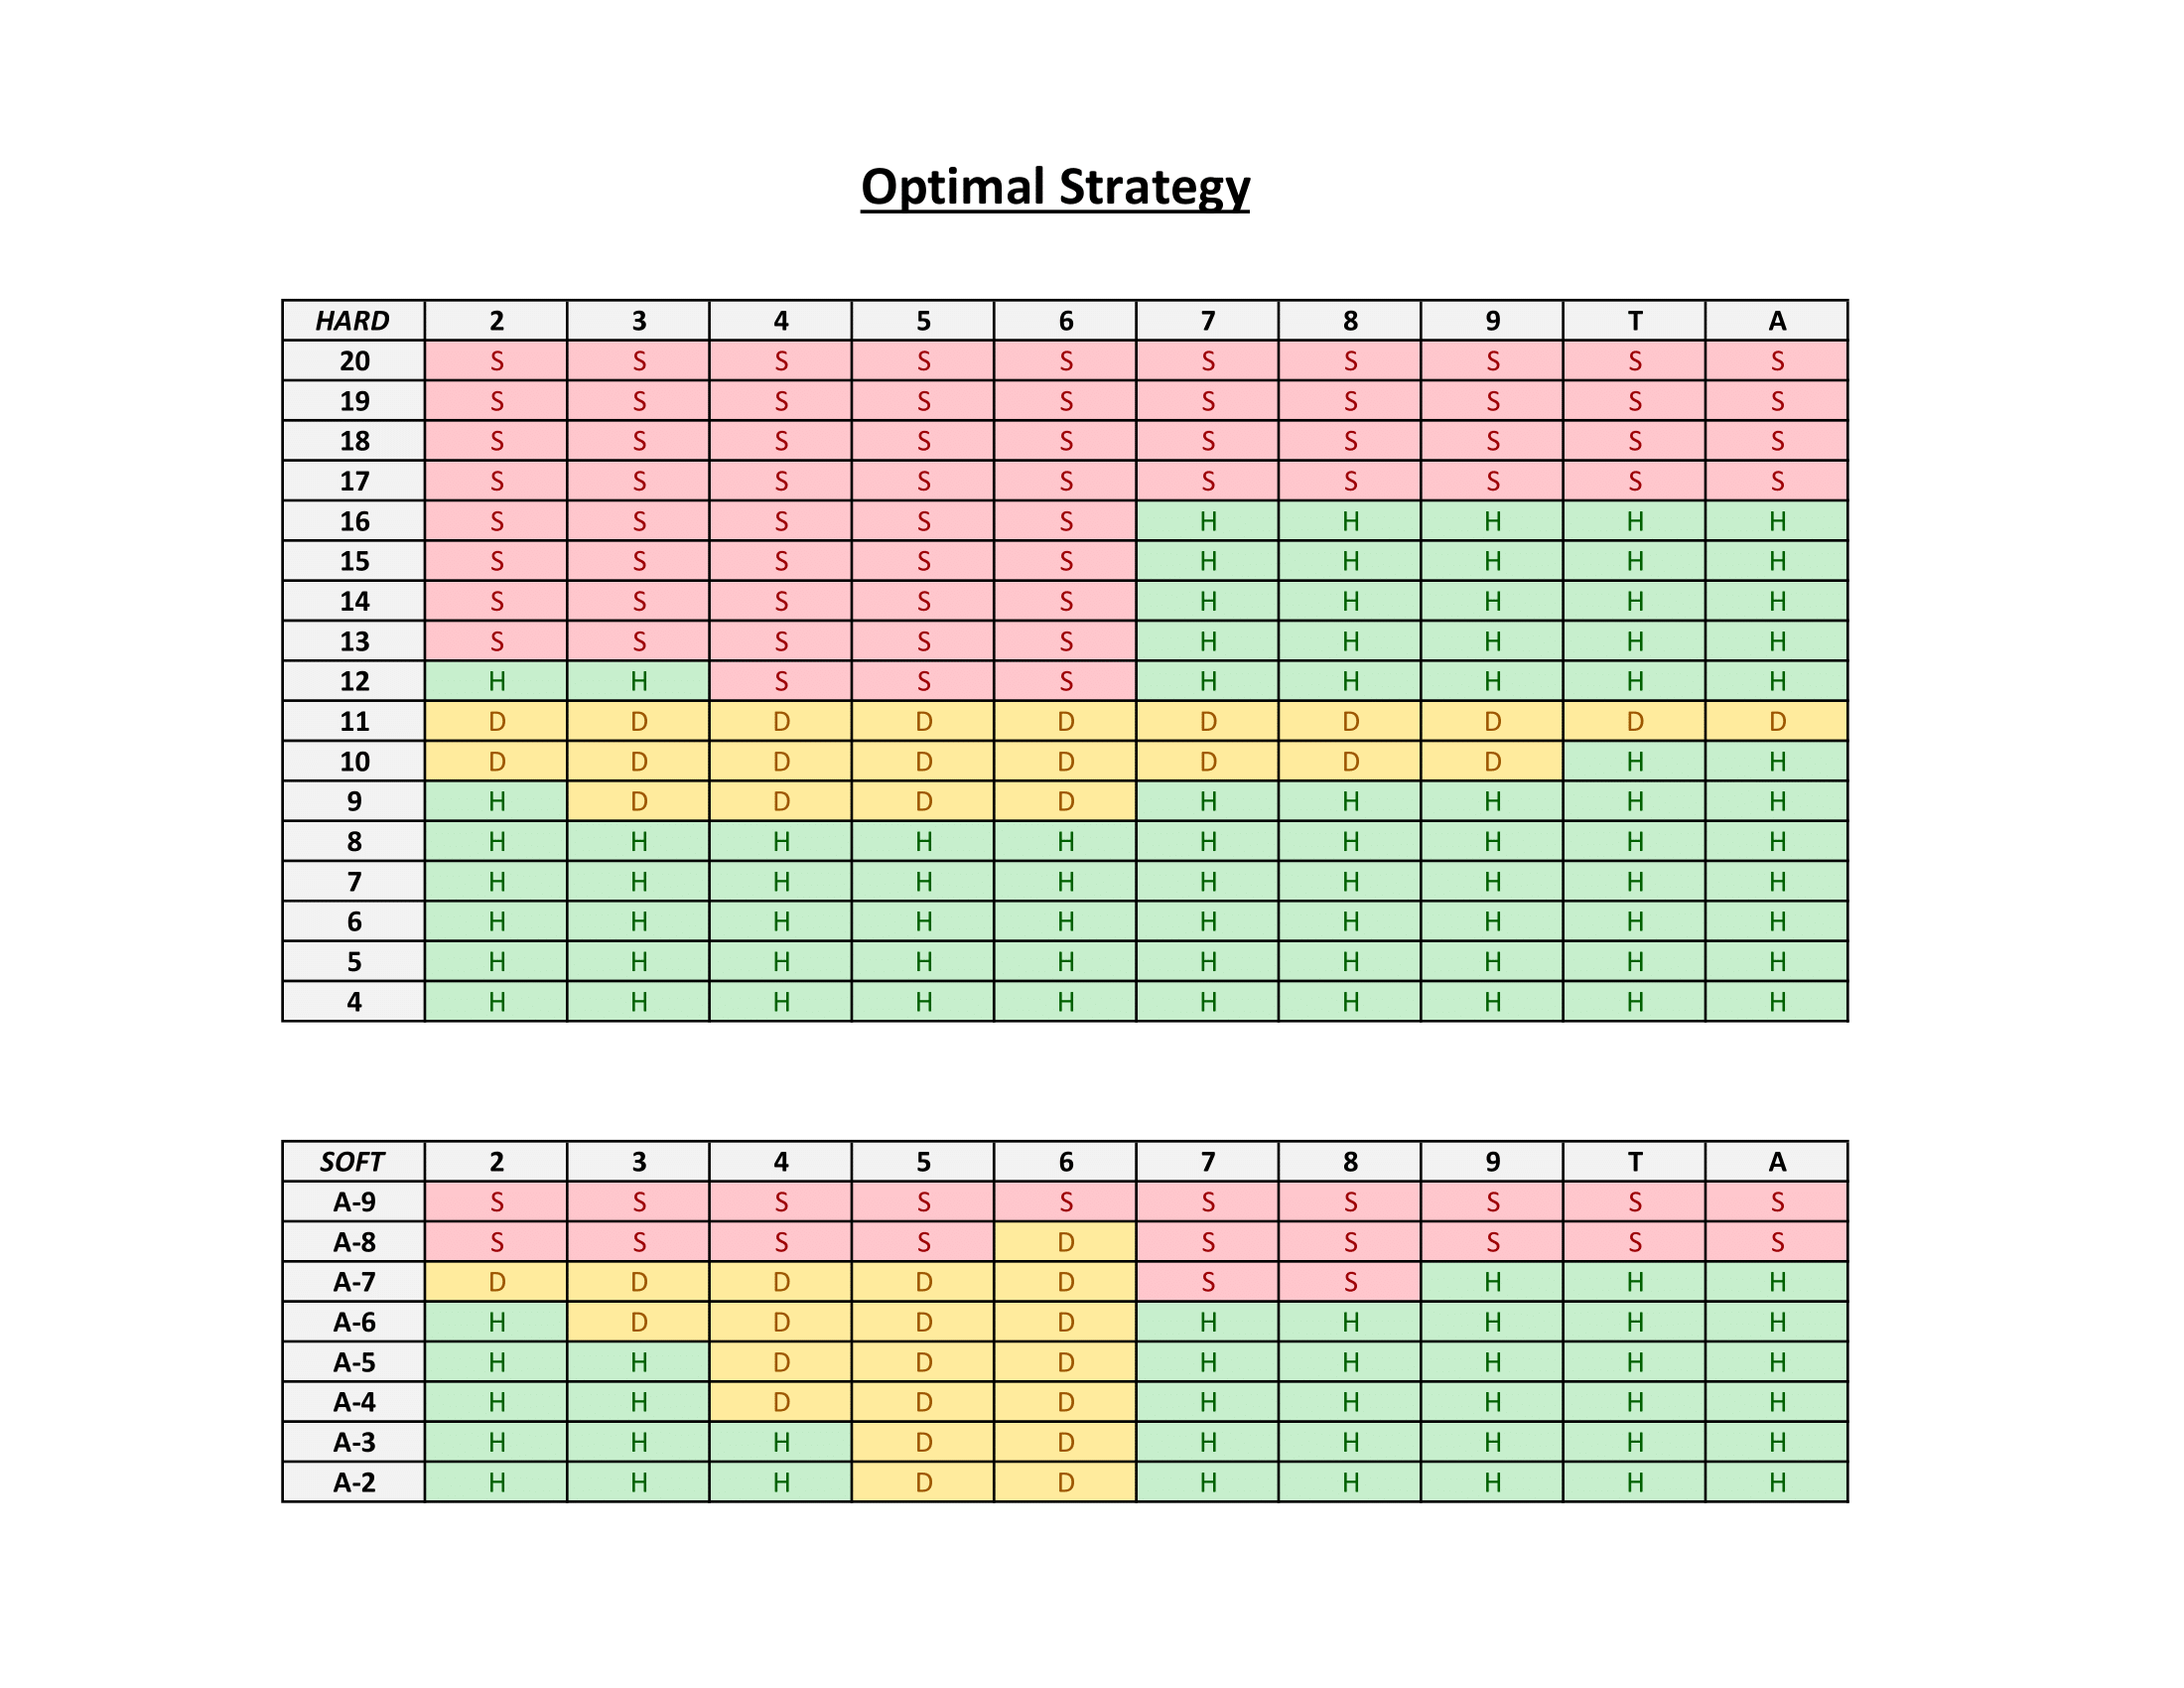 Optimal Strategy
HARD 2 3 4 5 6 7 8 9 T A
20 S S S S S S S S S S
19 S S S S S S S S S S
18 S S S S S S S S S S
17 S S S S S S S S S S
16 S S S S S H H H H H
15 S S S S S H H H H H
14 S S S S S H H H H H
13 S S S S S H H H H H
12 H H S S S H H H H H
11 D D D D D D D D D D
10 D D D D D D D D H H
9 H D D D D H H H H H
8 H H H H H H H H H H
7 H H H H H H H H H H
6 H H H H H H H H H H
5 H H H H H H H H H H
4 H H H H H H H H H H
SOFT 2 3 4 5 6 7 8 9 T A
A-9 S S S S S S S S S S
A-8 S S S S D S S S S S
A-7 D D D D D S S H H H
A-6 H D D D D H H H H H
A-5 H H D D D H H H H H
A-4 H H D D D H H H H H
A-3 H H H D D H H H H H
A-2 H H H D D H H H H H